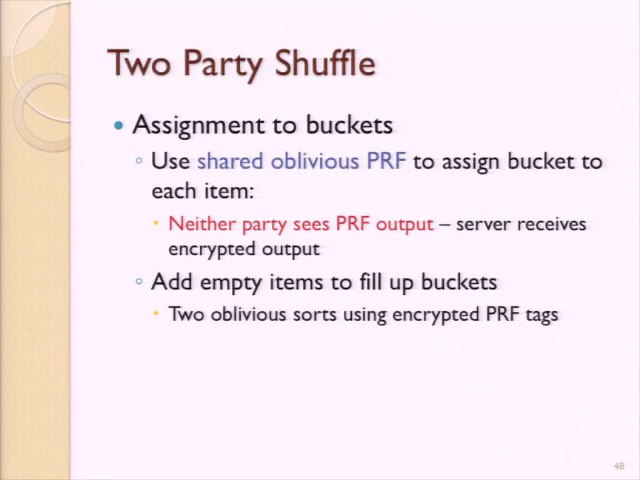 Two Party Shuffle
• Assignment to buckets
◦ Use shared oblivious PRF to assign bucket to
each item:
• Neither party sees PRF output – server receives
encrypted output
◦ Add empty items to fill up buckets
• Two oblivious sorts using encrypted PRF tags
48